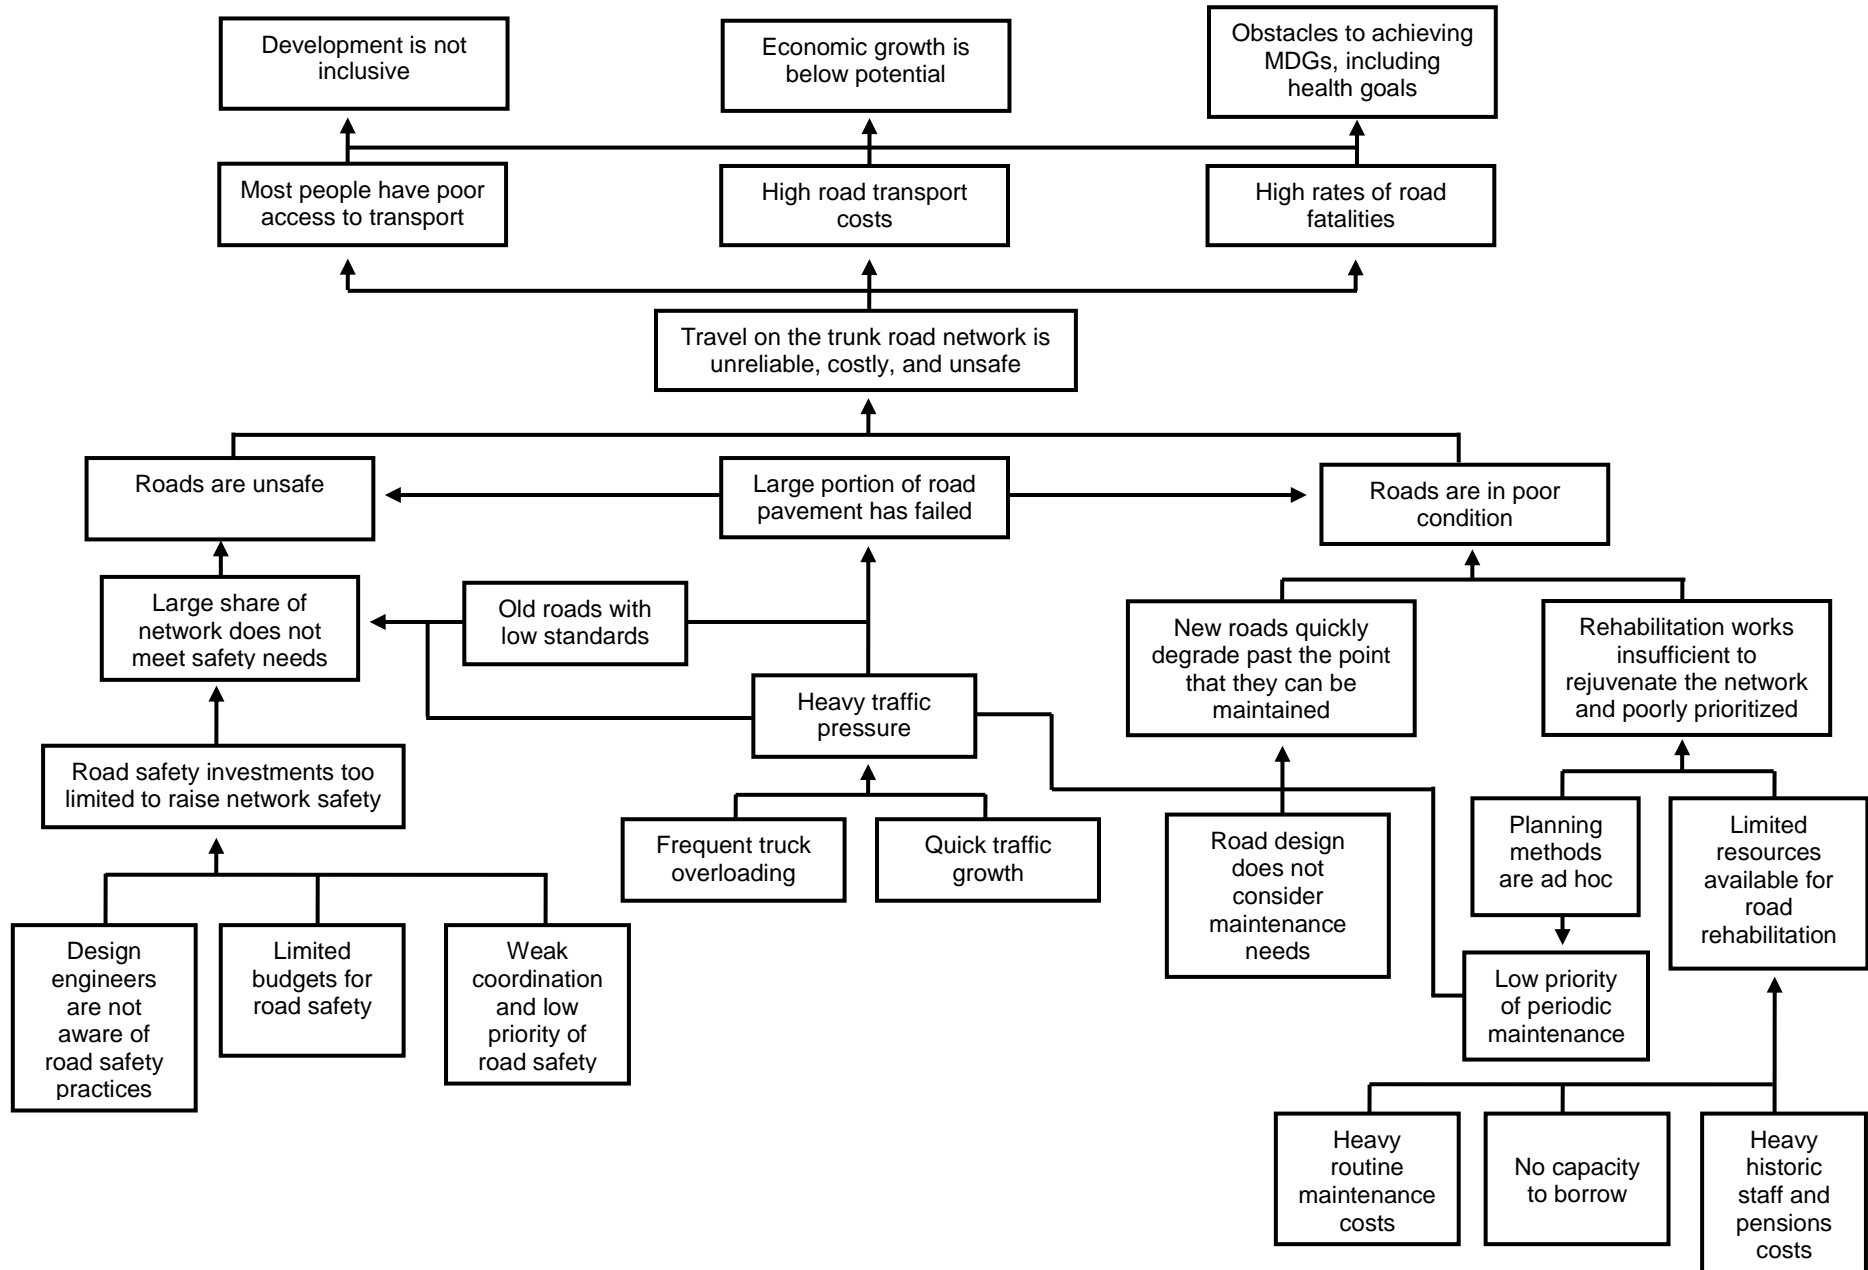 Development is not
inclusive
Economic growth is
below potential
Obstacles to achieving
MDGs, including
health goals
Most people have poor
access to transport
High road transport
costs
High rates of road
fatalities
Travel on the trunk road network is
unreliable, costly, and unsafe
Roads are unsafe
Large portion of road
pavement has failed
Roads are in poor
condition
Large share of
network does not
meet safety needs
Old roads with
low standards
New roads quickly
degrade past the point
that they can be
maintained
Rehabilitation works
insufficient to
rejuvenate the network
and poorly prioritized
Heavy traffic
pressure
Road safety investments too
limited to raise network safety
Frequent truck
overloading
Quick traffic
growth
Road design
does not
consider
maintenance
needs
Planning
methods
are ad hoc
Limited
resources
available for
road
rehabilitation
Design
engineers
are not
aware of
road safety
practices
Limited
budgets for
road safety
Weak
coordination
and low
priority of
road safety
Low priority
of periodic
maintenance
Heavy
routine
maintenance
costs
No capacity
to borrow
Heavy
historic
staff and
pensions
costs